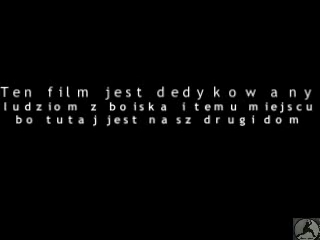 Ten film jest dedykowany
ludziom z boiska i temu miejscu
bo tutaj jest nasz drugi dom